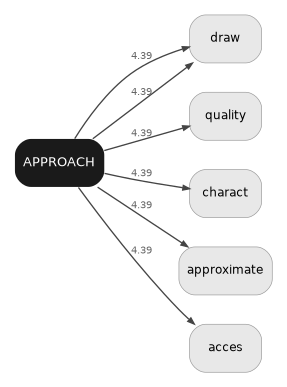 draw
4.39
4.39
quality
4.39
APPROACH
4.39
charact
4.39
approximate
4.39
acces